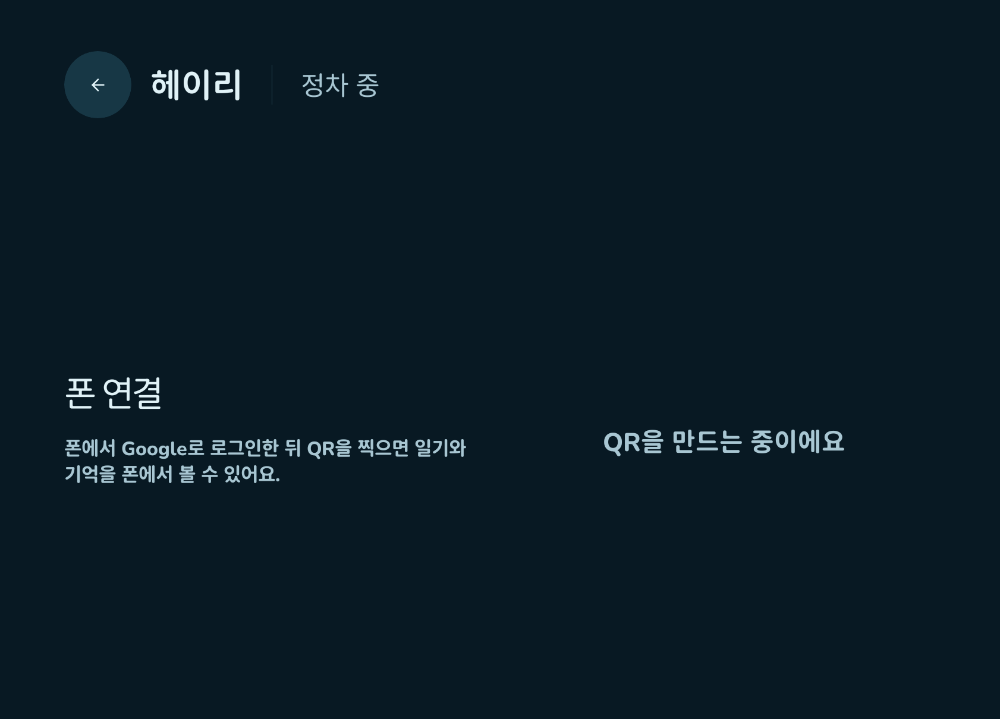 헤이리
정차 중
폰 연결
폰에서 Google로 로그인한 뒤 QR을 찍으면 일기와
기억을 폰에서 볼 수 있어요.
QR을 만드는 중이에요